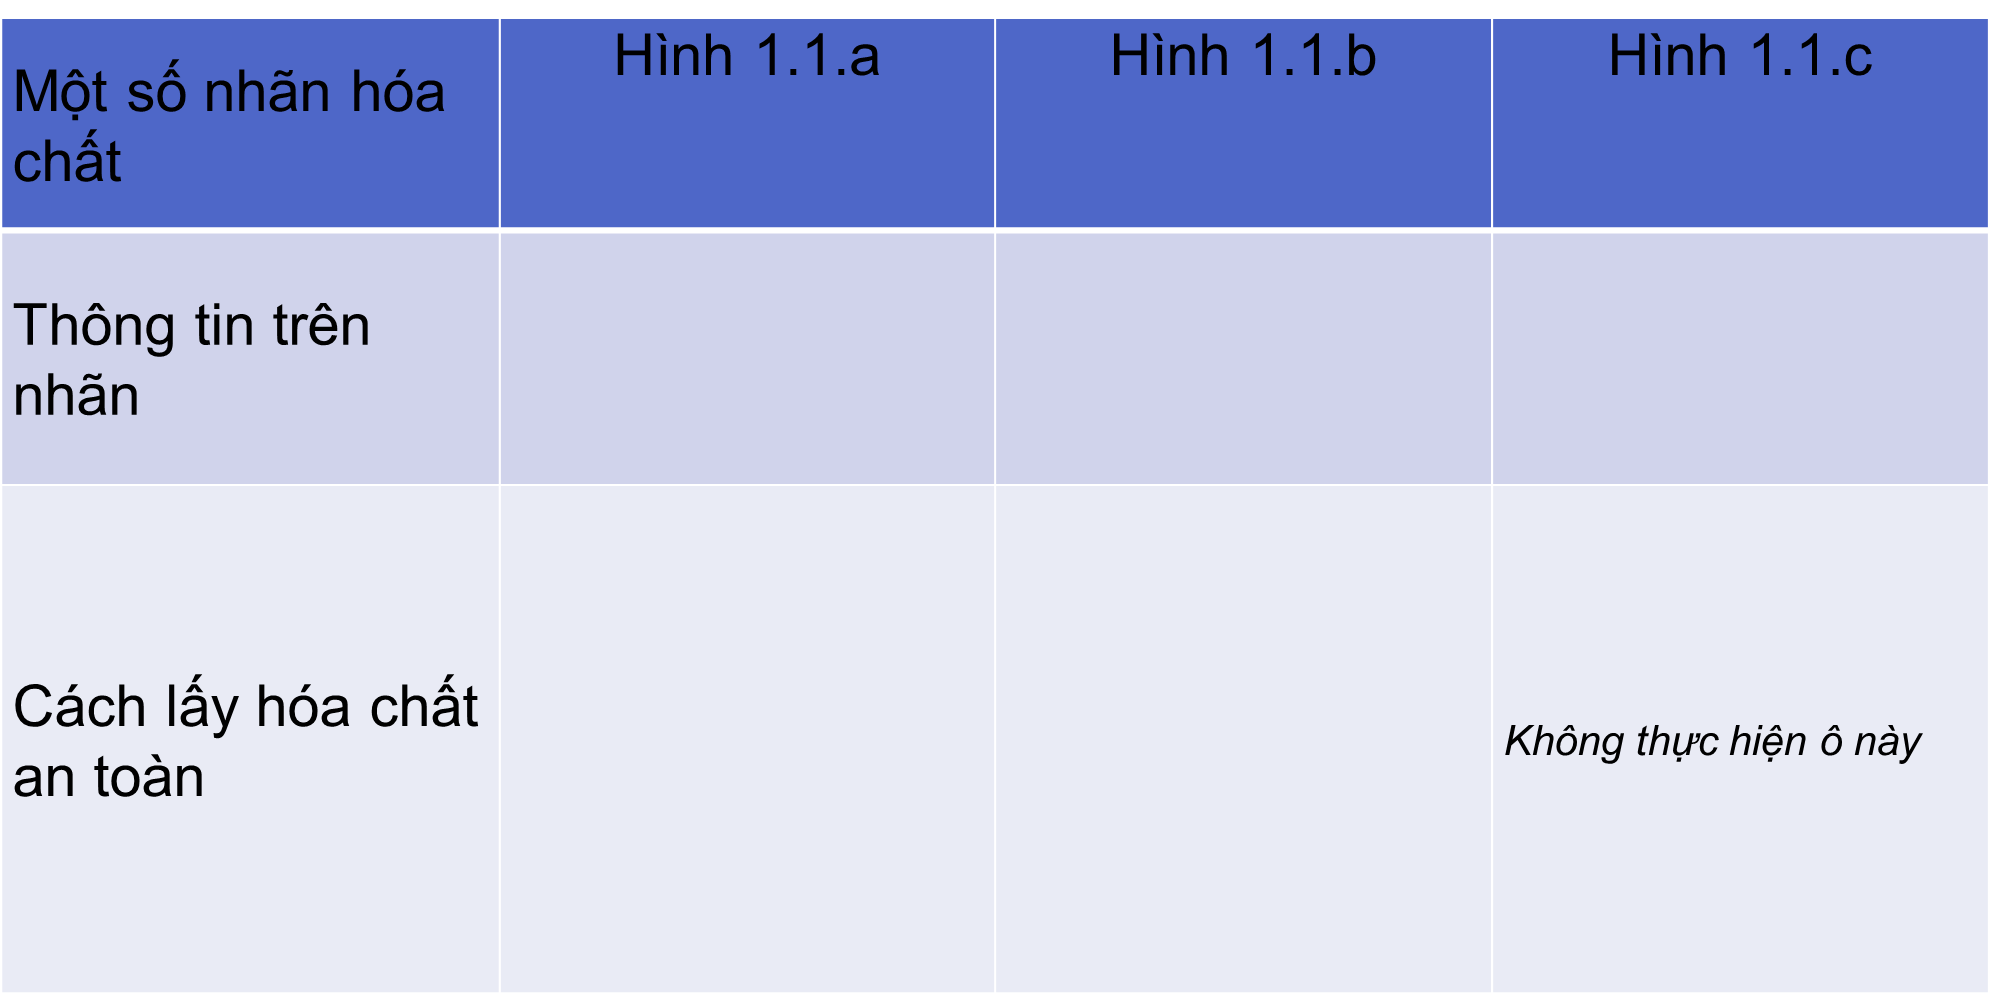 Một số nhãn hóa
chất
Hình 1.1.a
Hình 1.1.b
Hình 1.1.c
Thông tin trên
nhãn
Cách lấy hóa chất
an toàn
Không thực hiện ô này